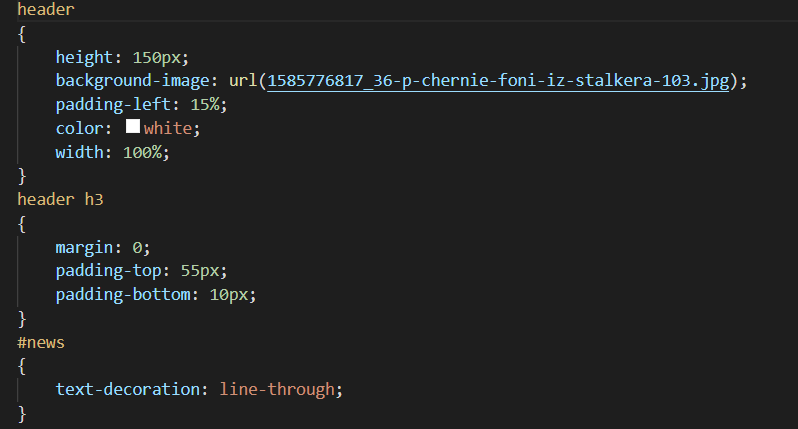 header
{
height: 150px;
background-image: url(1585776817_36-p-chernie-foni-iz-stalkera-103.jpg);
padding-left: 15%;
color: white;
width: 100%;
}
header h3
{
margin: 0;
padding-top: 55px;
padding-bottom: 10px;
}
#news
{
text-decoration: line-through;
}